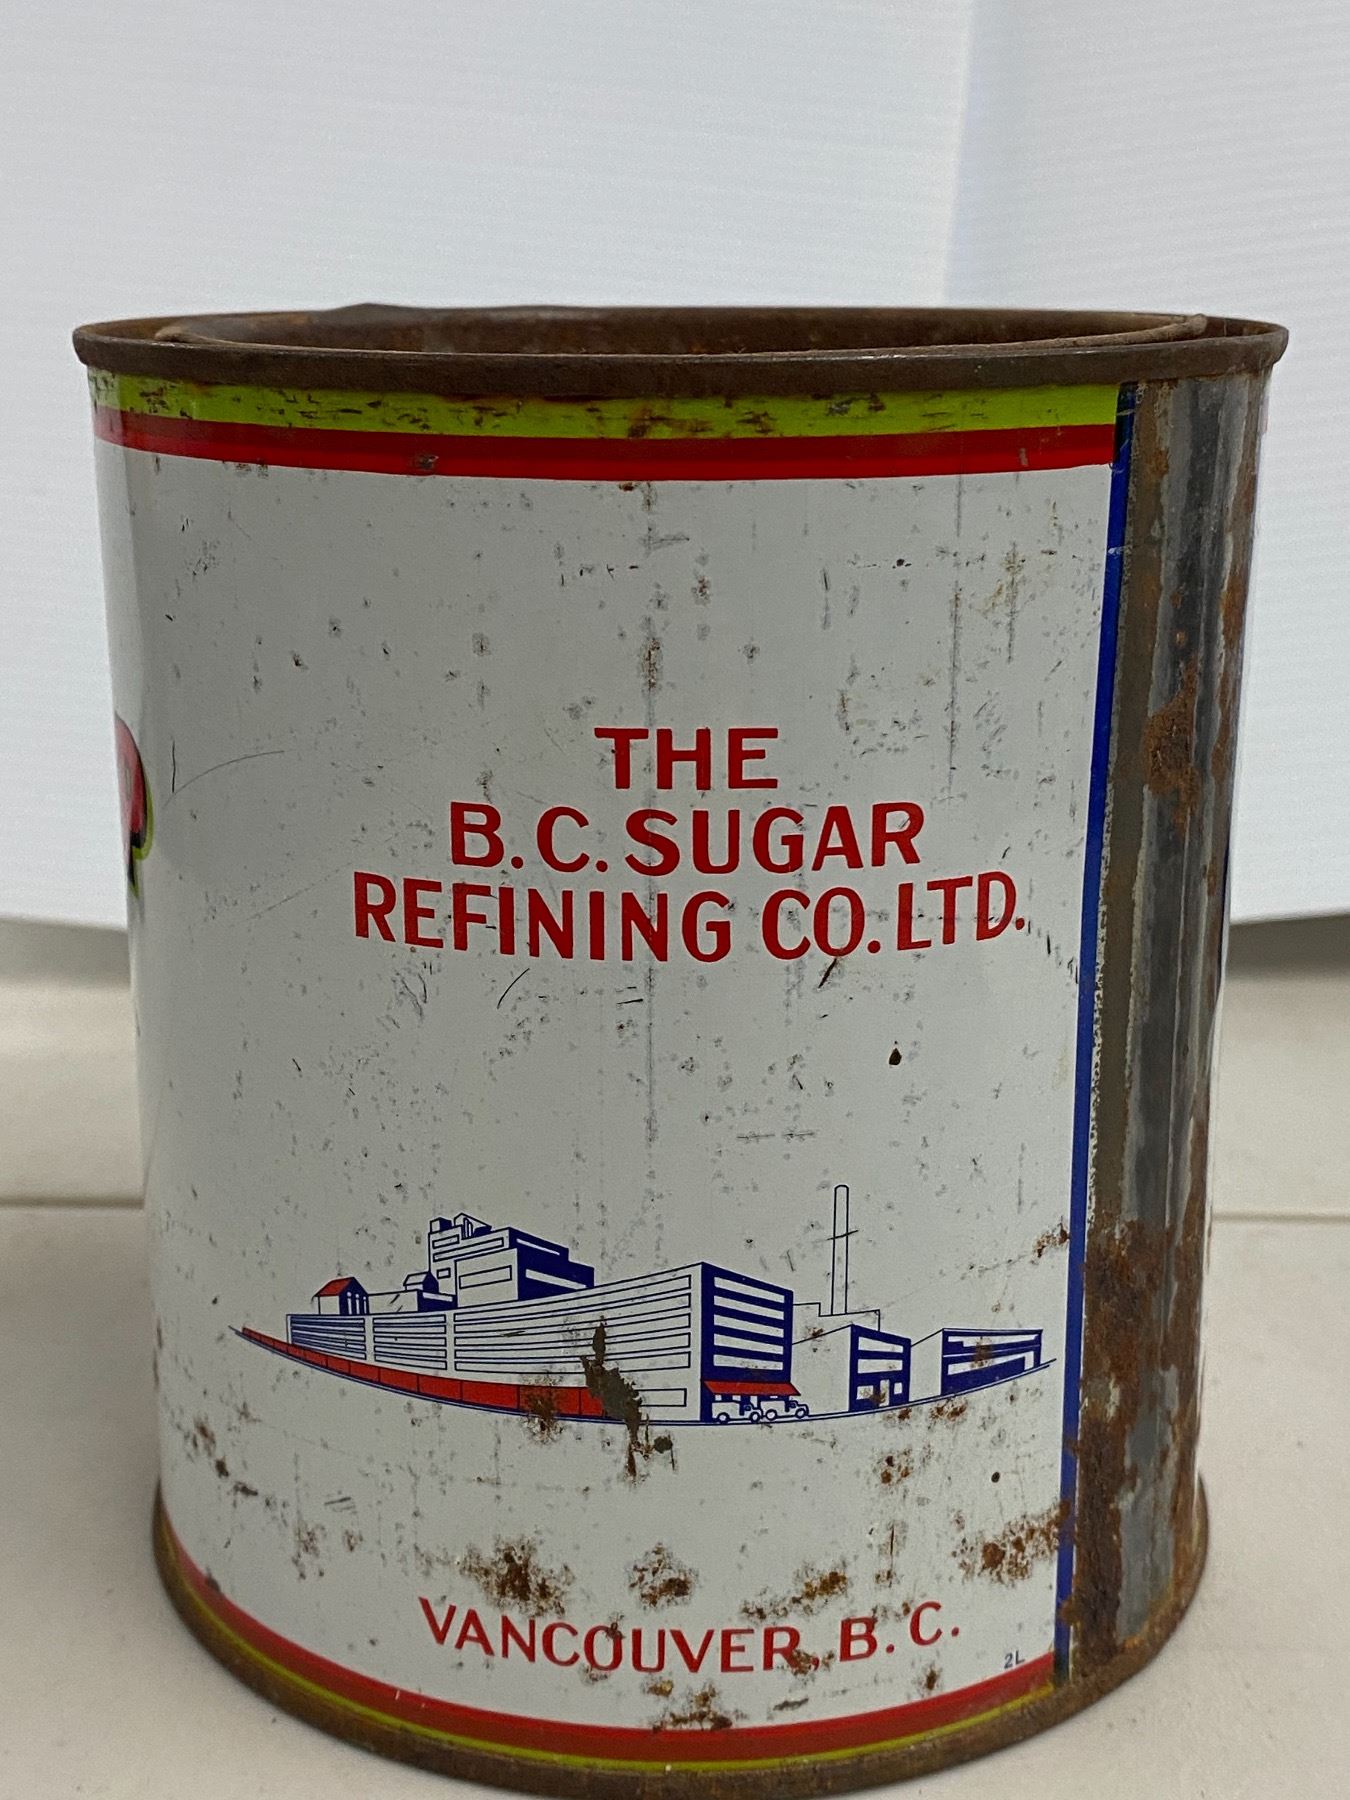 THE
B.C. SUGAR
REFINING CO. LTD.
VANCOUVER, B.C.
2L